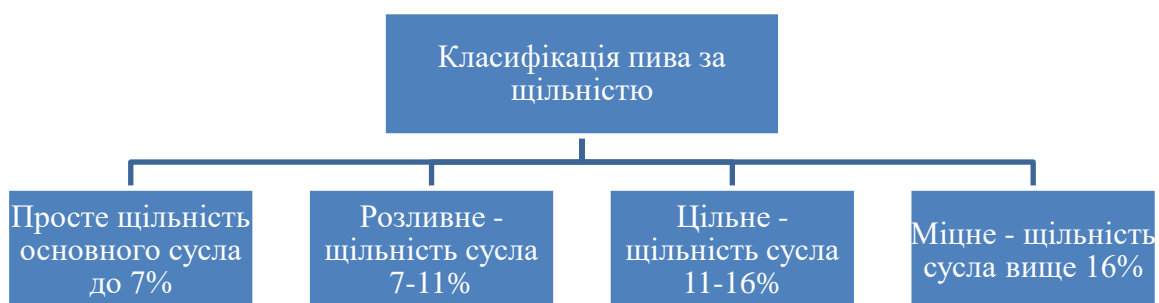 Класифікація пива за
щільністю
Просте щільність
основного сусла
до 7%
Розливне -
щільність сусла
7-11%
Цільне -
щільність сусла
11-16%
Міцне - щільність
сусла вище 16%